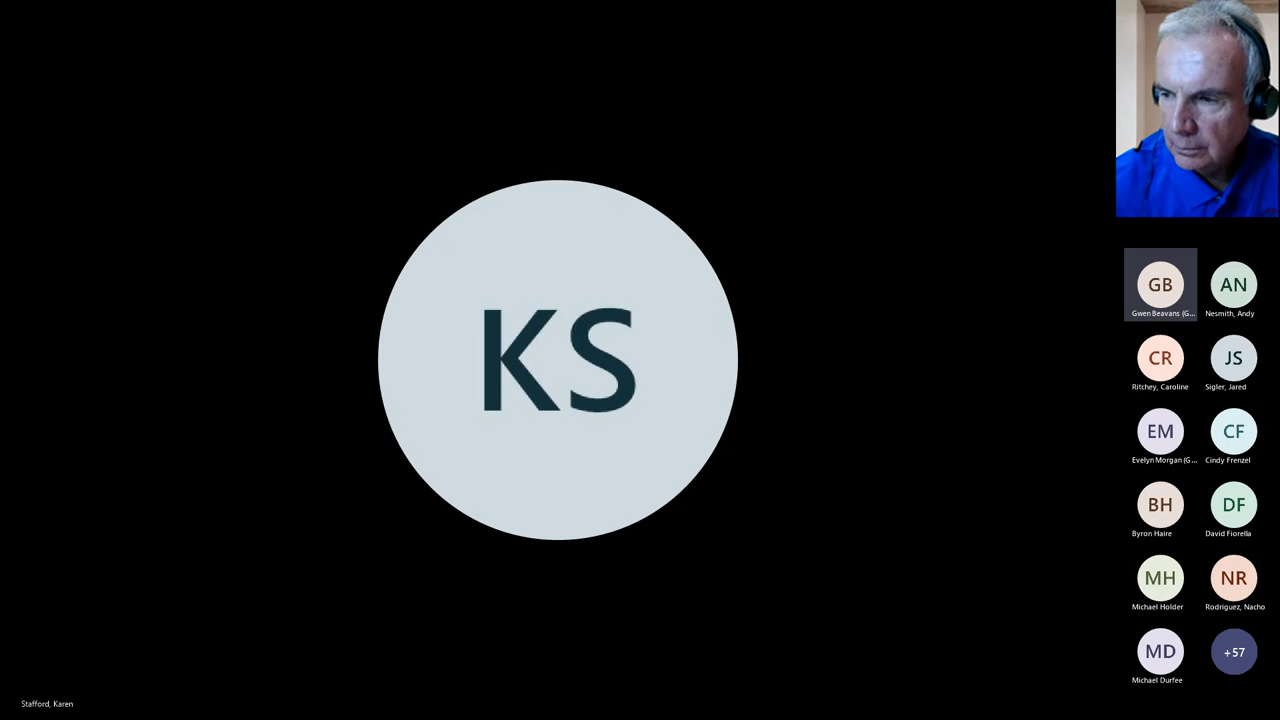 KS
GB
AN
Gwen Beavans (G...
Nesmith, Andy
CR
JS
Ritchey, Caroline
Sigler, Jared
EM
CF
Evelyn Morgan (G...
Cindy Frenzel
BH
DF
Byron Haire
David Fiorella
MH
NR
Michael Holder
Rodriguez, Nacho
MD
+57
Michael Durfee
Stafford, Karen